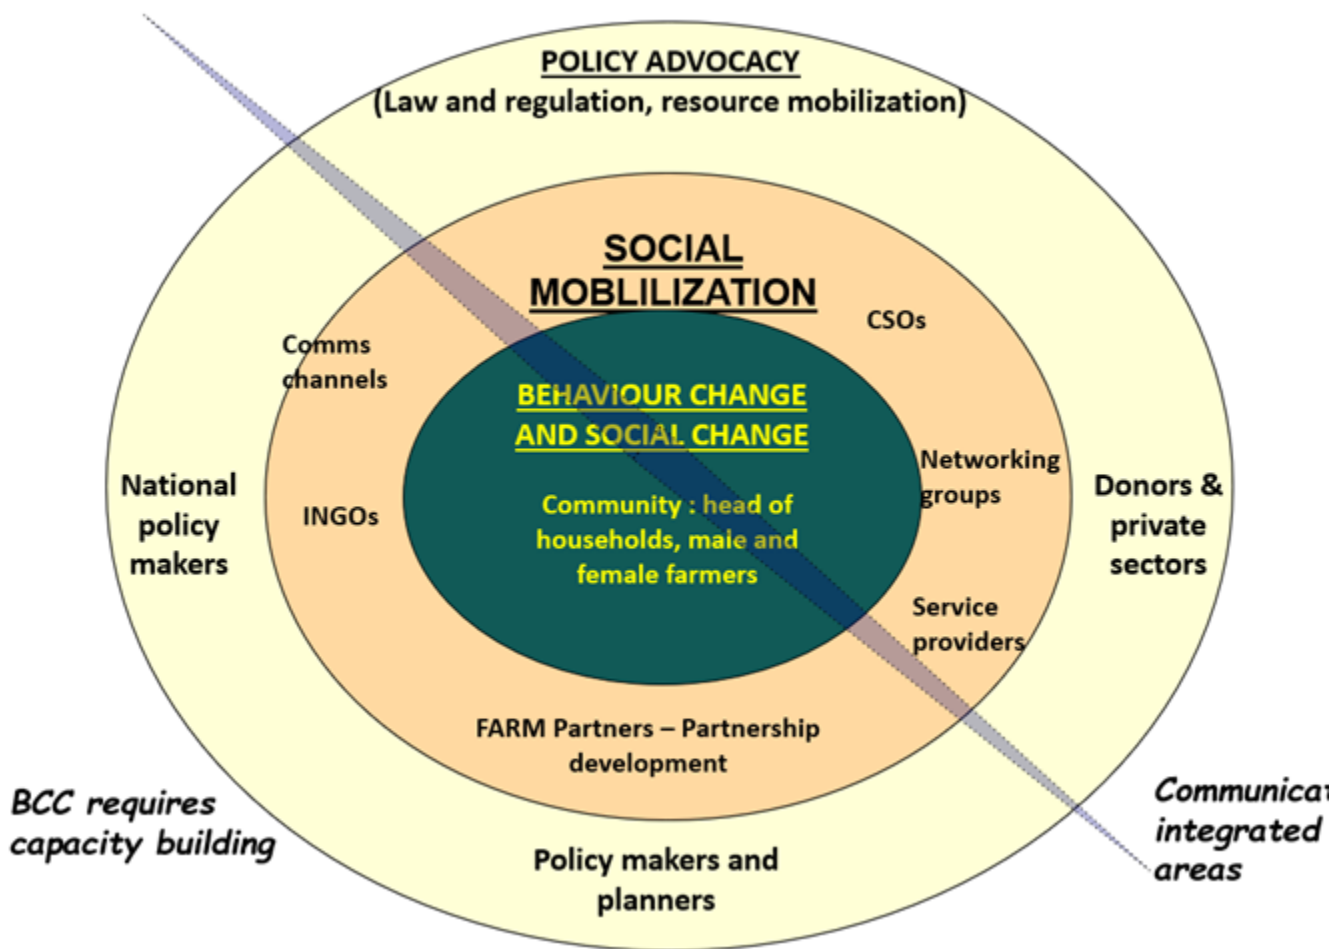 POLICY ADVOCACY
(Law and regulation, resource mobilization)
SOCIAL
MOBLILIZATION
CSOs
Comms
channels
BEHAVIOUR CHANGE
AND SOCIAL CHANGE
Networking
groups
National
policy
makers
INGOs
Community : head of
households, male and
female farmers
Donors &
private
sectors
Service
providers
FARM Partners – Partnership
development
BCC requires
capacity building
Communicat
integrated
areas
Policy makers and
planners